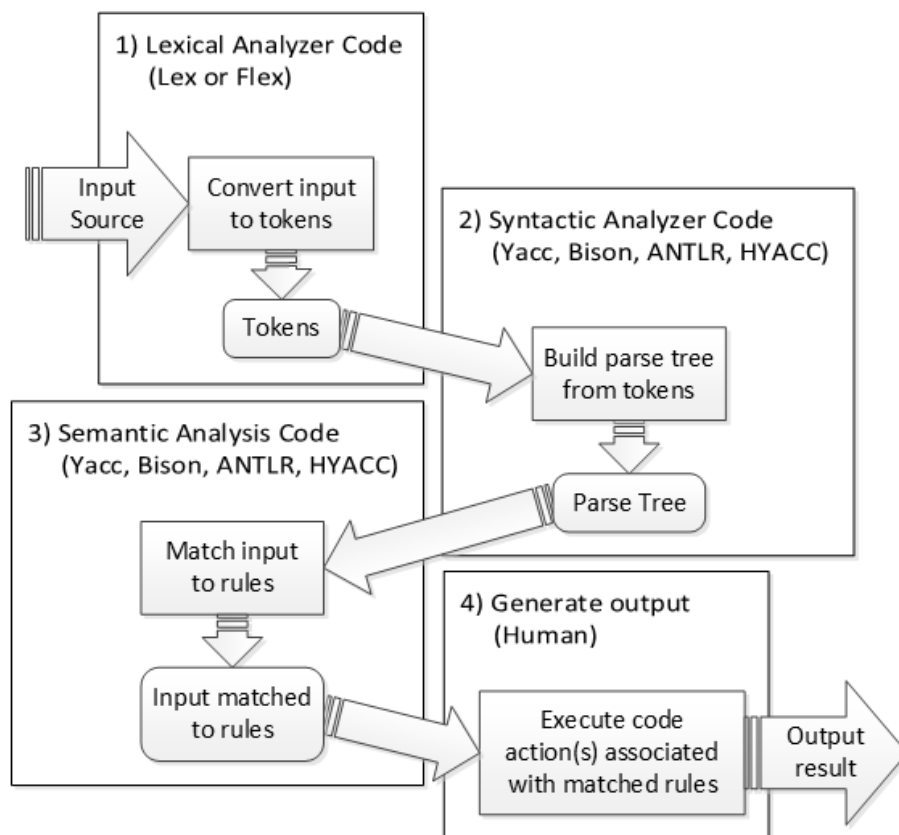 1) Lexical Analyzer Code
(Lex or Flex)
Input
Source
Convert input
to tokens
Tokens
2) Syntactic Analyzer Code
(Yacc, Bison, ANTLR, HYACC)
Build parse tree
from tokens
Parse Tree
3) Semantic Analysis Code
(Yacc, Bison, ANTLR, HYACC)
Match input
to rules
Input matched
to rules
4) Generate output
(Human)
Execute code
action(s) associated
with matched rules
Output
result